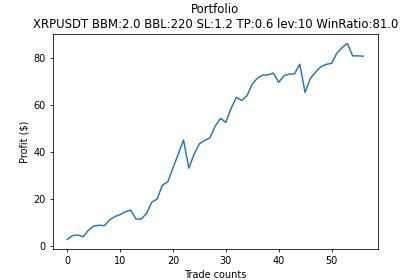 Portfolio
XRPUSDT BBM:2.0 BBL:220 SL:1.2 TP:0.6 lev:10 WinRatio:81.0
80
60
40
20
0
Profit ($)
0 10 20 30 40 50
Trade counts